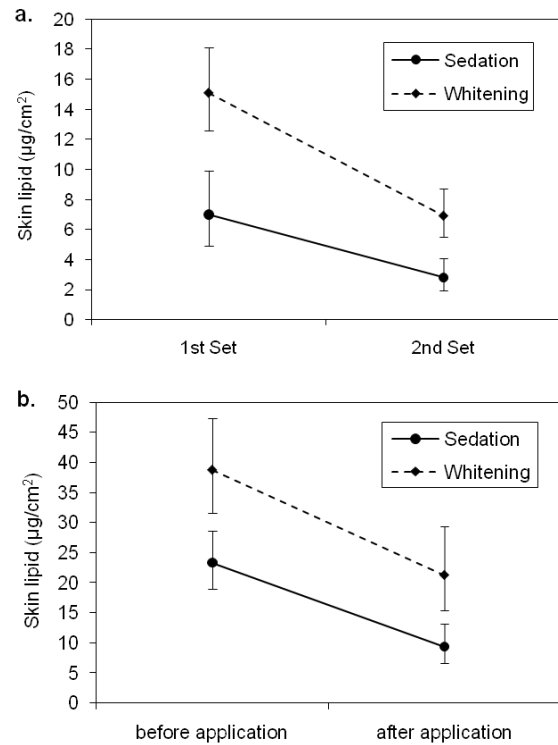 a.
20
18
16
14
12
10
8
6
4
2
0
Skin lipid (µg/cm²)
Sedation
Whitening
1st Set
2nd Set
b.
50
45
40
35
30
25
20
15
10
5
0
Skin lipid (µg/cm²)
Sedation
Whitening
before application
after application